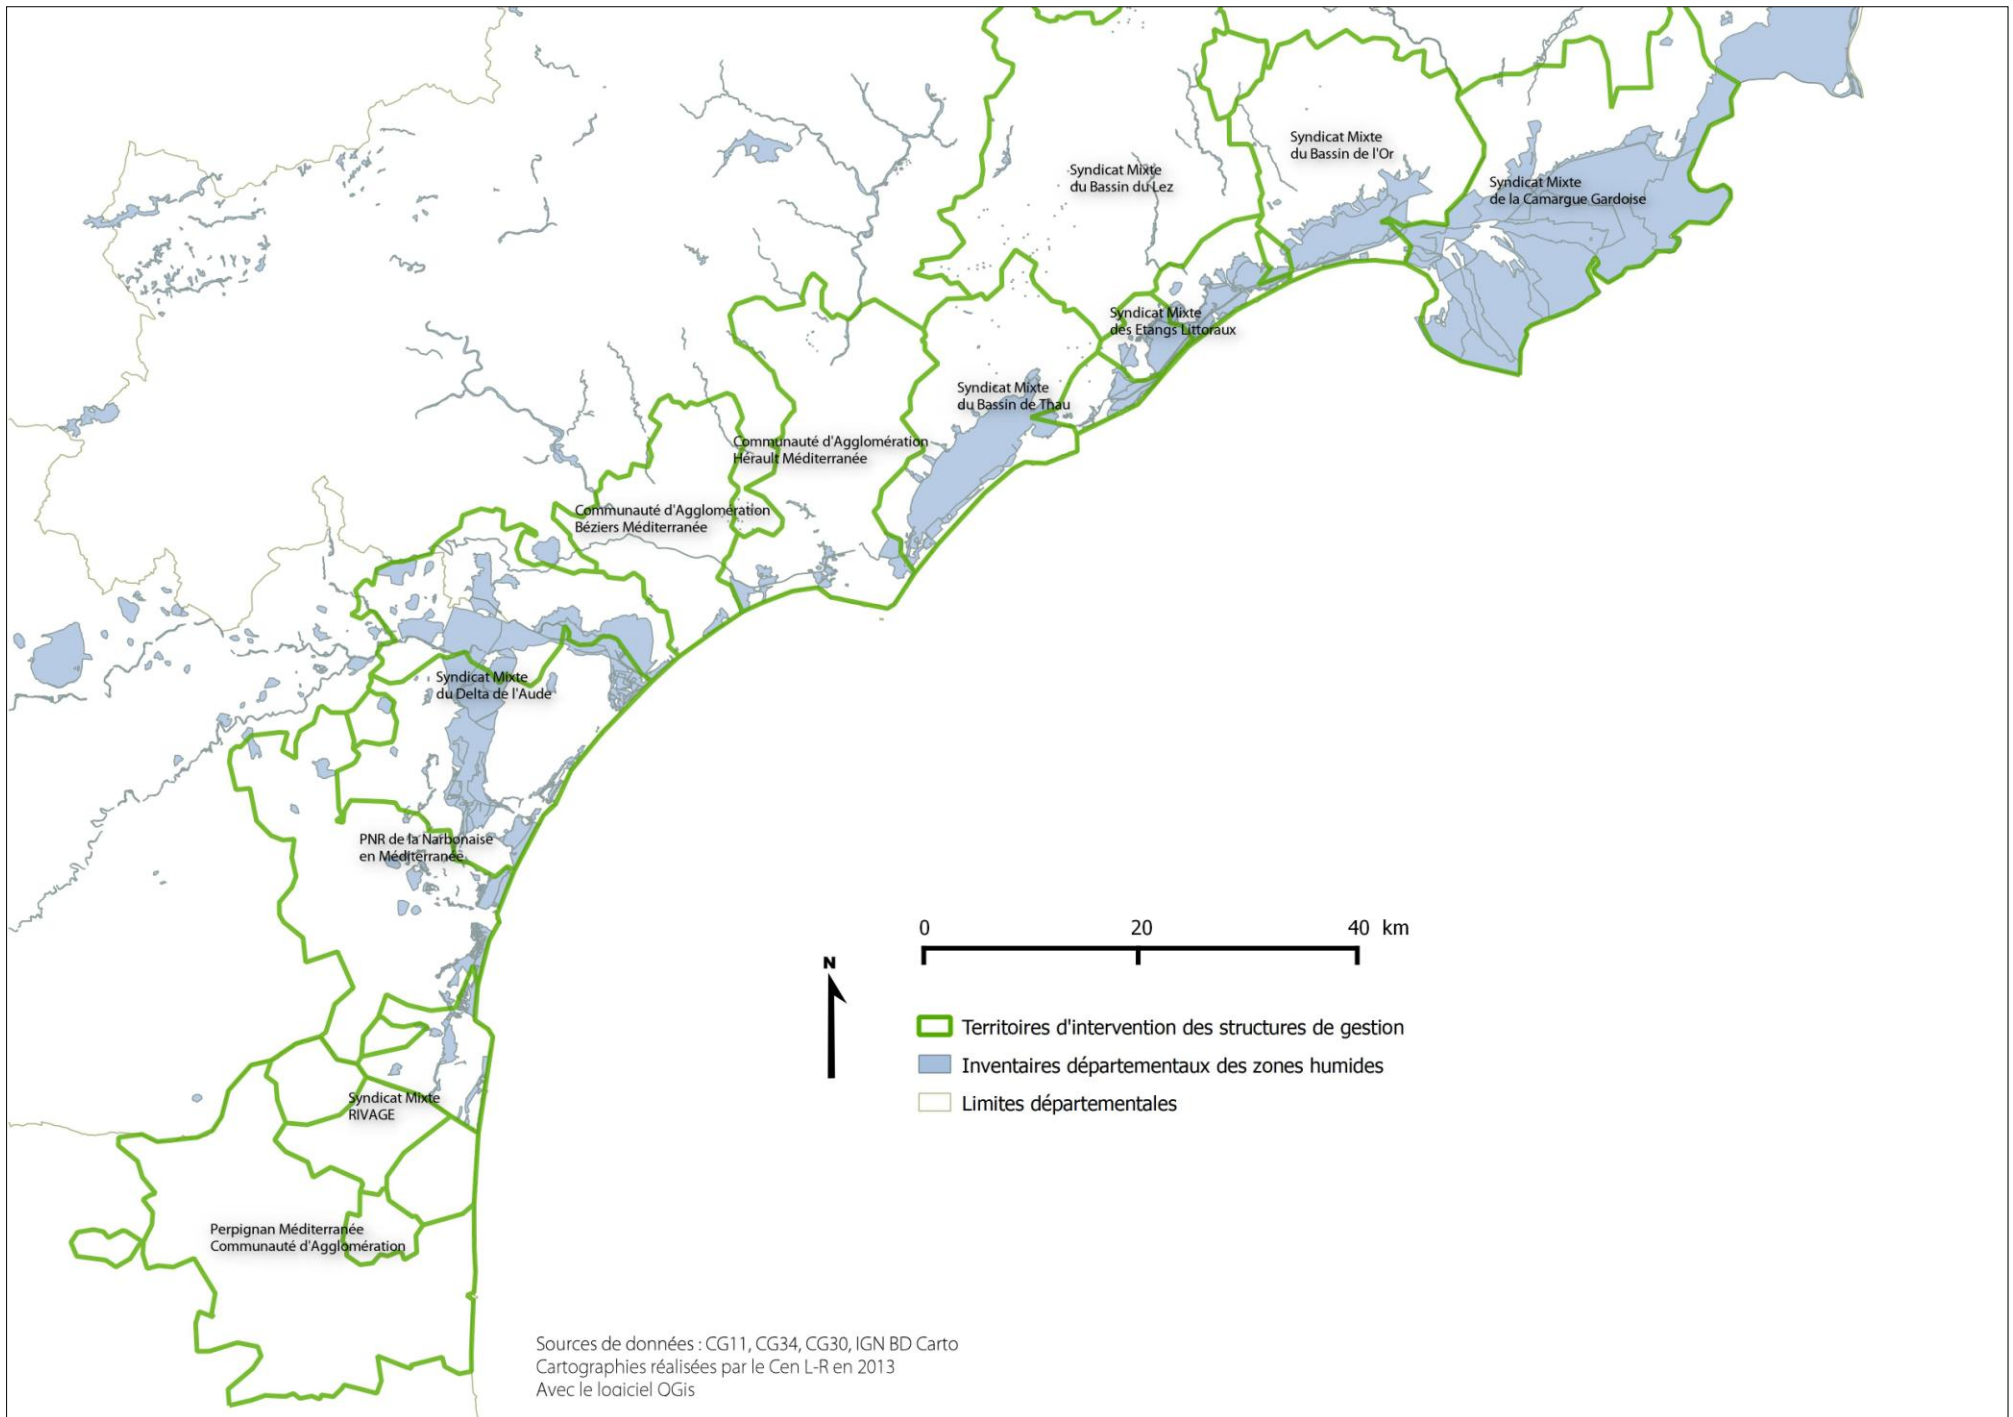 Syndicat Mixte
du Bassin de l'Or
Syndicat Mixte
du Bassin du Lez
Syndicat Mixte
de la Camargue Gardoise
Syndicat Mixte
des Etangs Littoraux
Syndicat Mixte
du Bassin de Thau
Communauté d'Agglomération
Hérault Méditerranée
Communauté d'Agglomération
Béziers Méditerranée
Syndicat Mixte
du Delta de l'Aude
PNR de la Narbonaise
en Méditerranée
Syndicat Mixte
RIVAGE
Perpignan Méditerranée
Communauté d'Agglomération
0 20 40 km
N
Territoires d'intervention des structures de gestion
Inventaires départementaux des zones humides
Limites départementales
Sources de données : CG11, CG34, CG30, IGN BD Carto
Cartographies réalisées par le Cen L-R en 2013
Avec le logiciel QGis